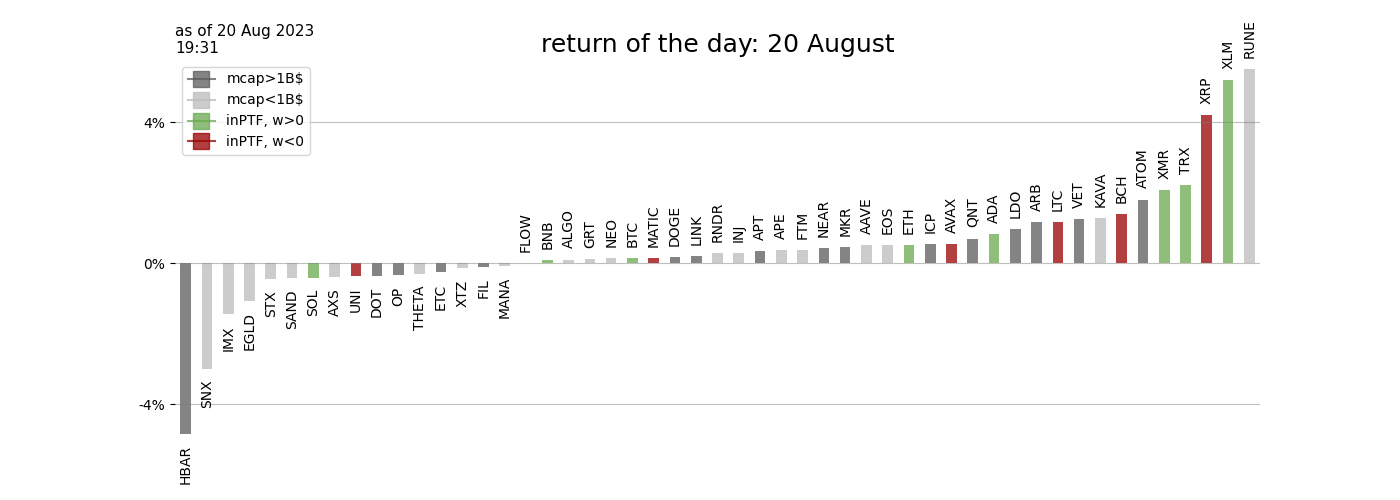 as of 20 Aug 2023
19:31
return of the day: 20 August
mcap>1B$
mcap<1B$
inPTF, w>0
inPTF, w<0
4%
0%
-4%
HBAR
SNX
IMX
EGLD
STX
SAND
SOL
AXS
UNI
DOT
OP
THETA
ETC
XTZ
FIL
MANA
FLOW
BNB
ALGO
GRT
NEO
BTC
MATIC
DOGE
LINK
RNDR
INJ
APT
APE
FTM
NEAR
MKR
AAVE
EOS
ETH
ICP
AVAX
QNT
ADA
LDO
ARB
LTC
VET
KAVA
BCH
ATOM
XMR
TRX
XRP
XLM
RUNE